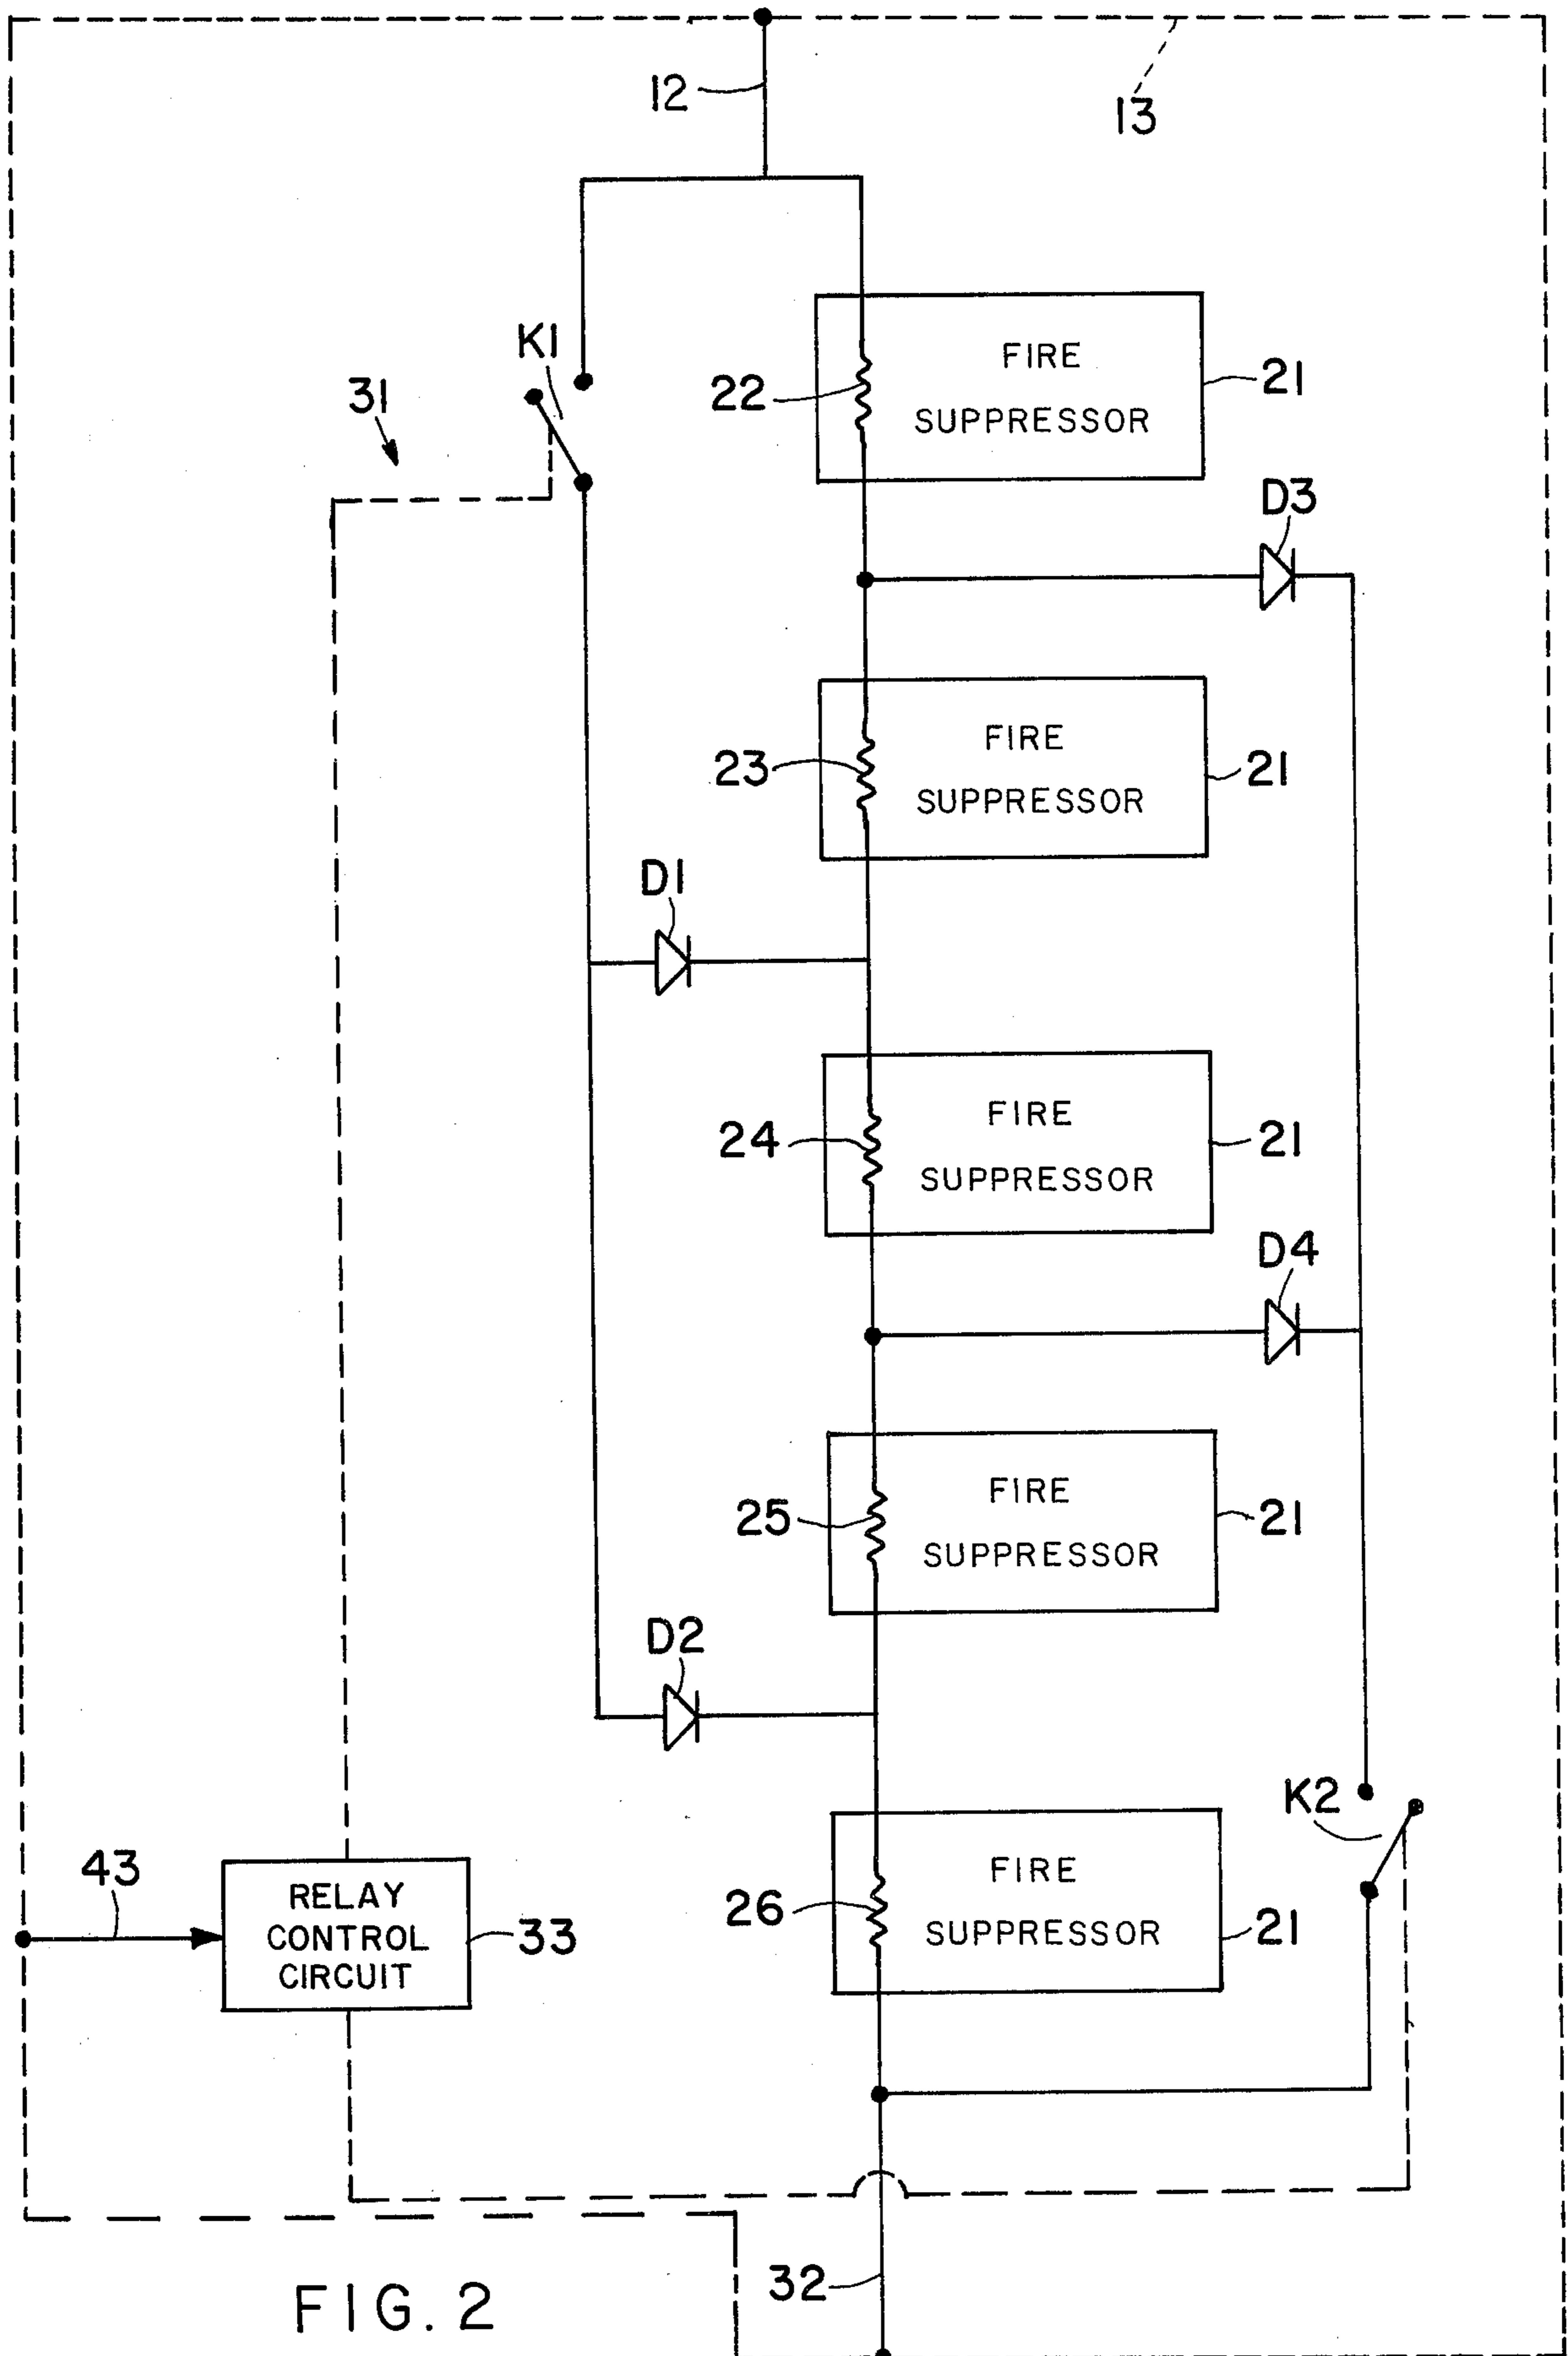 12
13
K1
31
22
FIRE
SUPPRESSOR
21
D3
23
FIRE
SUPPRESSOR
21
D1
24
FIRE
SUPPRESSOR
21
D4
25
FIRE
SUPPRESSOR
21
D2
K2
43
RELAY
CONTROL
CIRCUIT
33
26
FIRE
SUPPRESSOR
21
32
FIG. 2